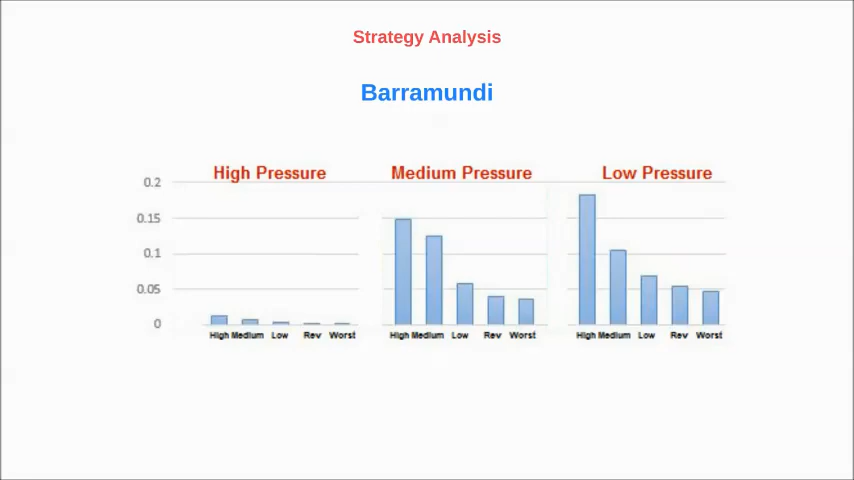 Strategy Analysis
Barramundi
High Pressure Medium Pressure Low Pressure
0.2
0.15
0.1
0.05
0
High Medium Low Rev Worst High Medium Low Rev Worst High Medium Low Rev Worst